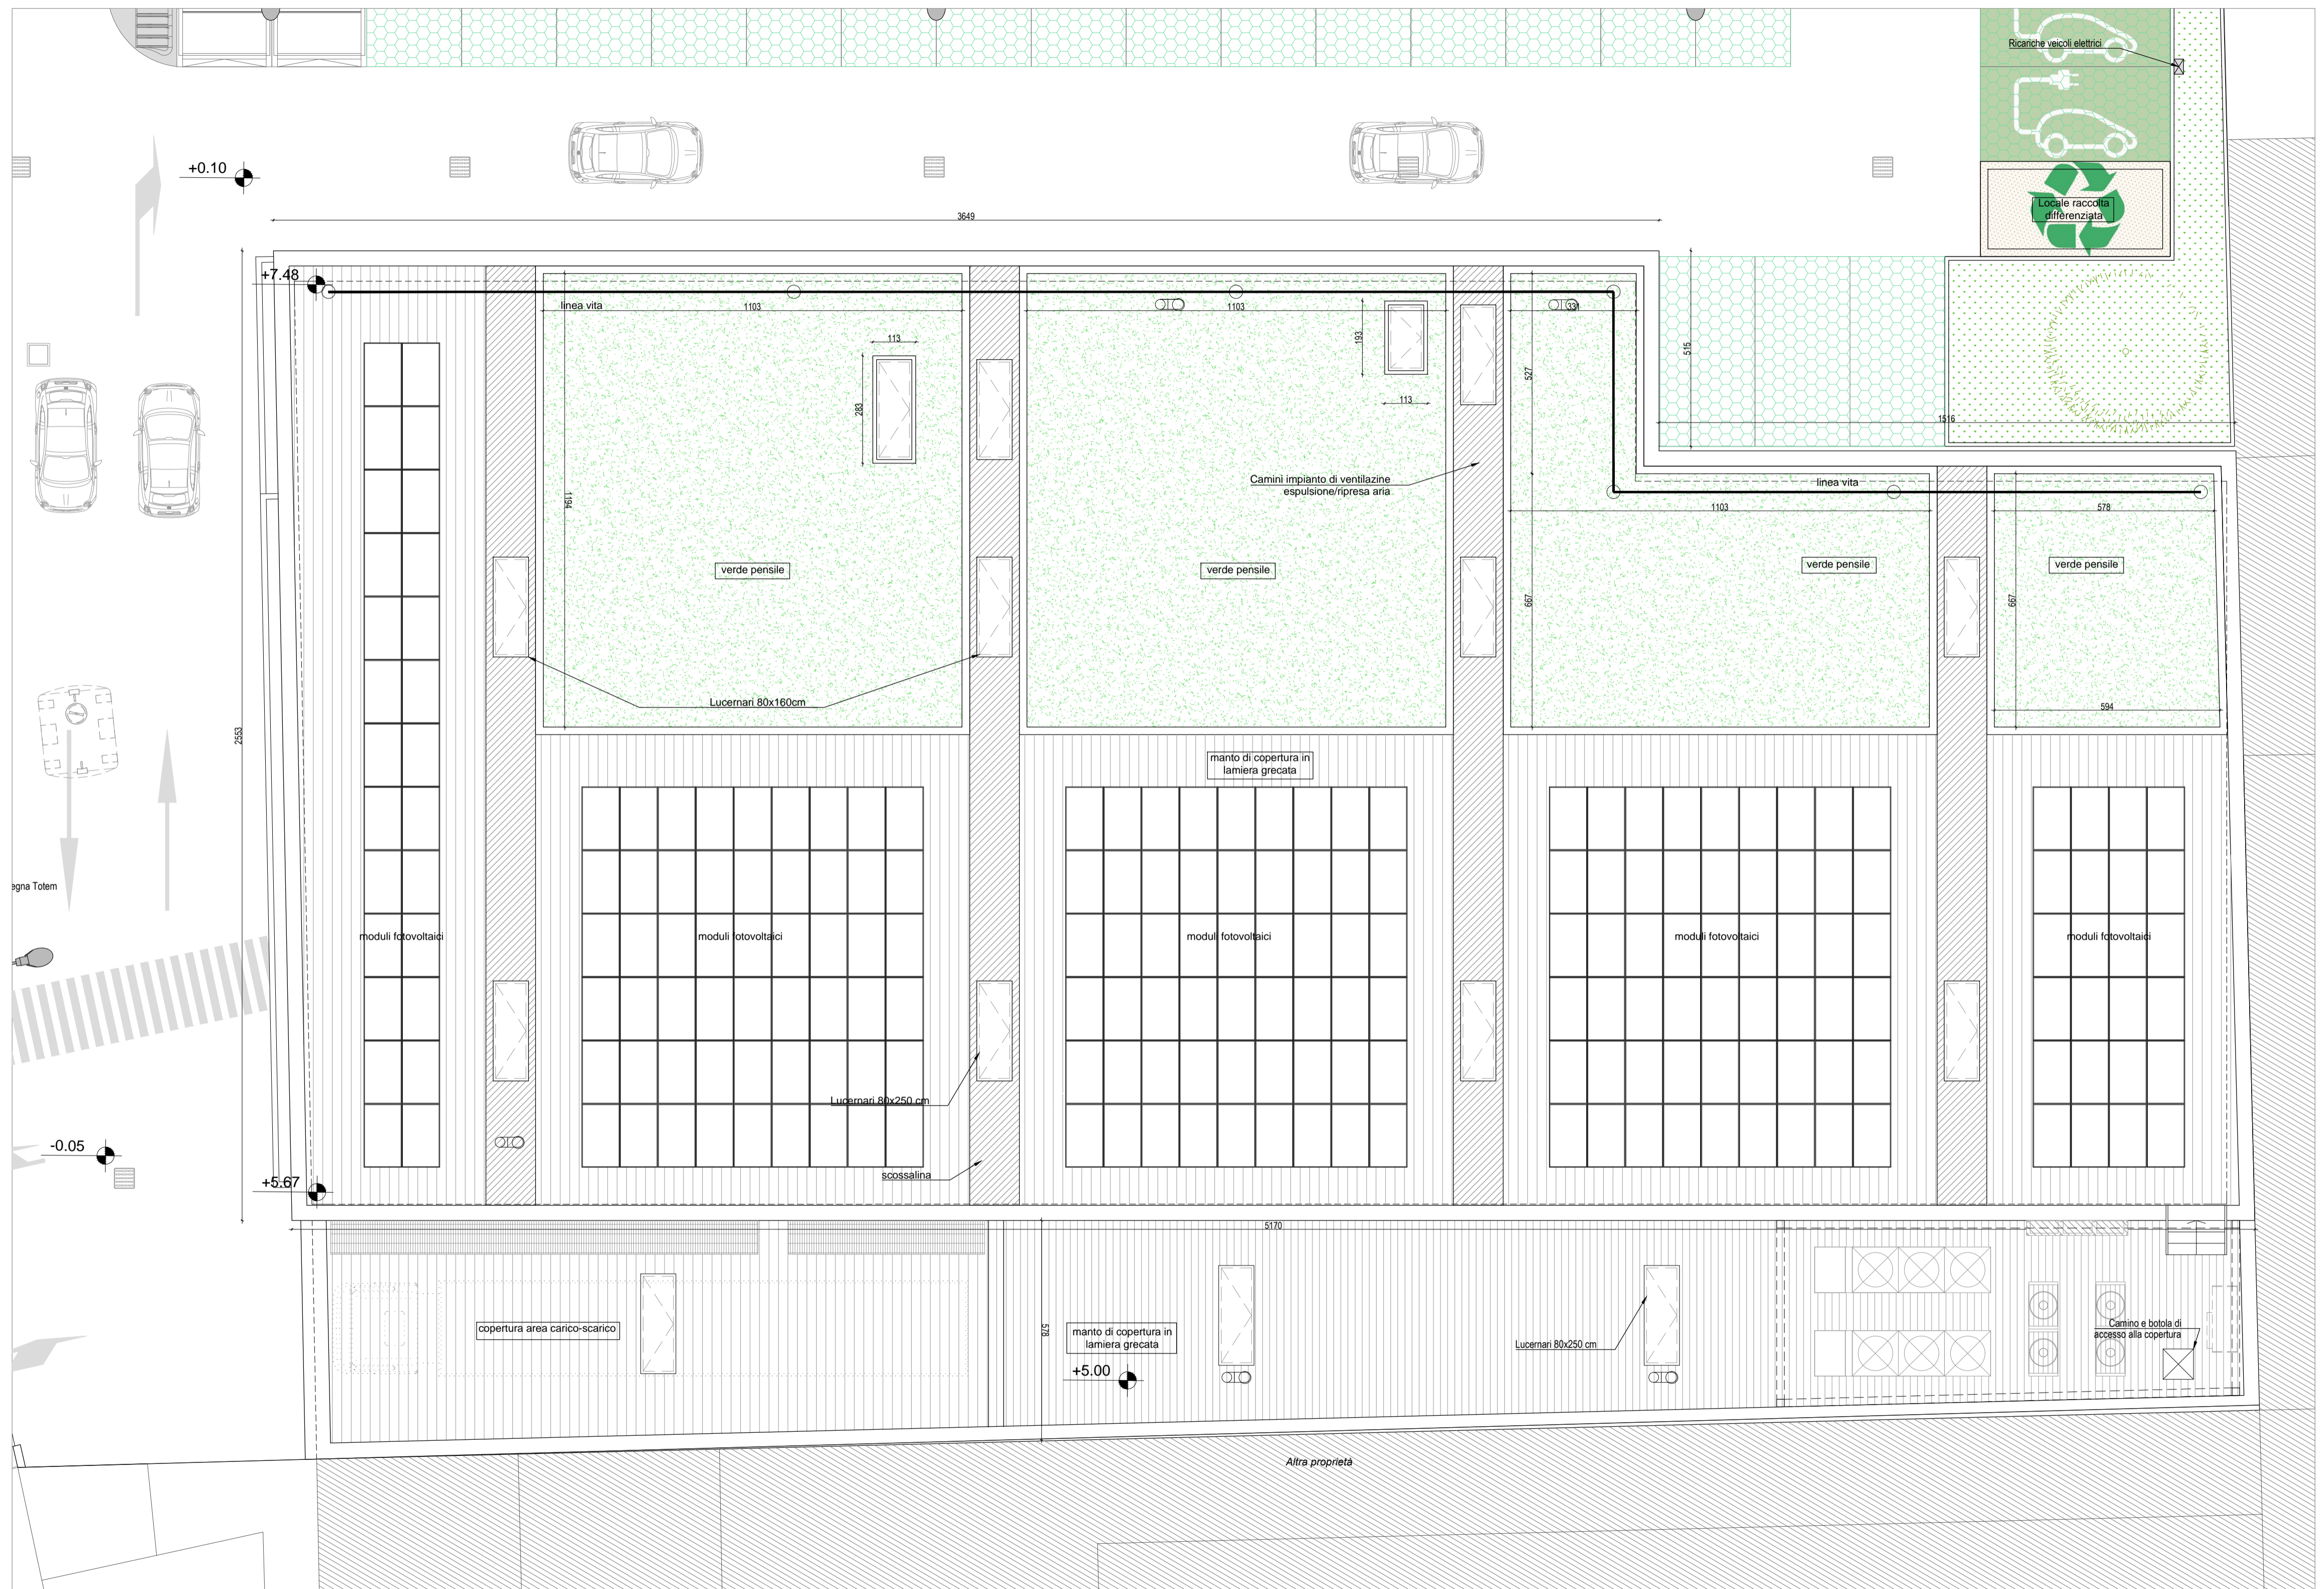 Ricariche veicoli elettrici
+0.10
Locale raccolta
differenziata
3649
+7.48
linea vita
1103
1103
331
113
193
515
527
283
113
1516
1194
Camini impianto di ventilazine
espulsione/ripresa aria
linea vita
1103
578
verde pensile
verde pensile
verde pensile
verde pensile
667
667
Lucernari 80x160cm
594
2553
manto di copertura in
lamiera grecata
egna Totem
moduli fotovoltaici
moduli fotovoltaici
moduli fotovoltaici
moduli fotovoltaici
moduli fotovoltaici
Lucernari 80x250 cm
-0.05
scossalina
+5.67
5170
copertura area carico-scarico
578
manto di copertura in
lamiera grecata
Lucernari 80x250 cm
Camino e botola di
accesso alla copertura
+5.00
Altra proprietà